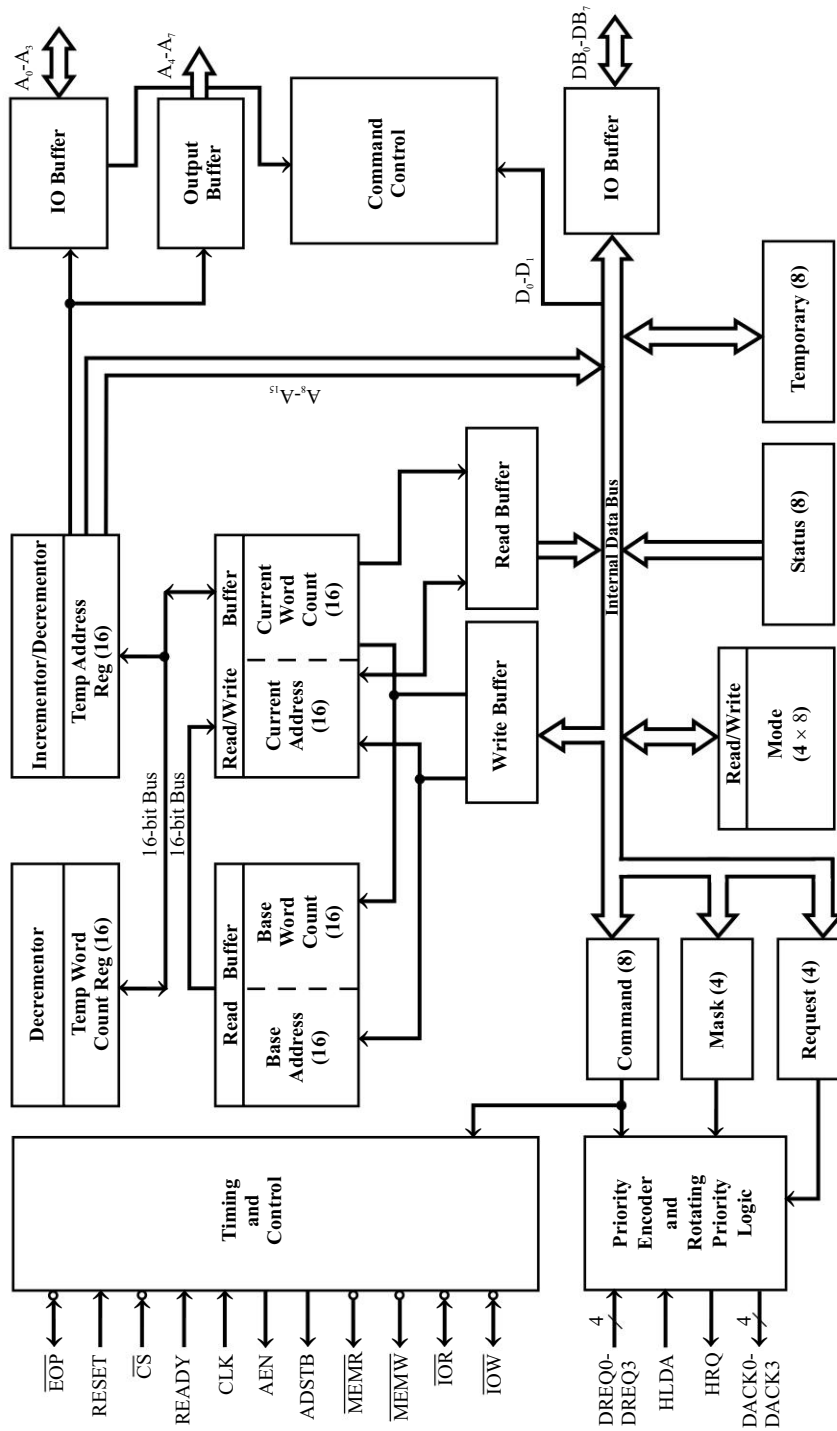 EOP
RESET
CS
READY
CLK
AEN
ADSTB
MEMR
MEMW
IOR
IOW
Timing
and
Control
DREQ0-
DREQ3
4
HLDA
HRQ
DACK0-
DACK3
4
Priority
Encoder
and
Rotating
Priority
Logic
Decrementor
Temp Word
Count Reg (16)
Incrementor/Decrementor
Temp Address
Reg (16)
16-bit Bus
16-bit Bus
Read Buffer
Base
Address
(16)
Base
Word
Count
(16)
Read/Write Buffer
Current
Address
(16)
Current
Word
Count
(16)
Write Buffer
Read Buffer
A₈-A₁₅
IO Buffer
A₀-A₃
Output
Buffer
A₄-A₇
Command
Control
D₀-D₁
IO Buffer
DB₀-DB₇
Internal Data Bus
Command (8)
Mask (4)
Request (4)
Read/Write
Mode
(4 × 8)
Status (8)
Temporary (8)